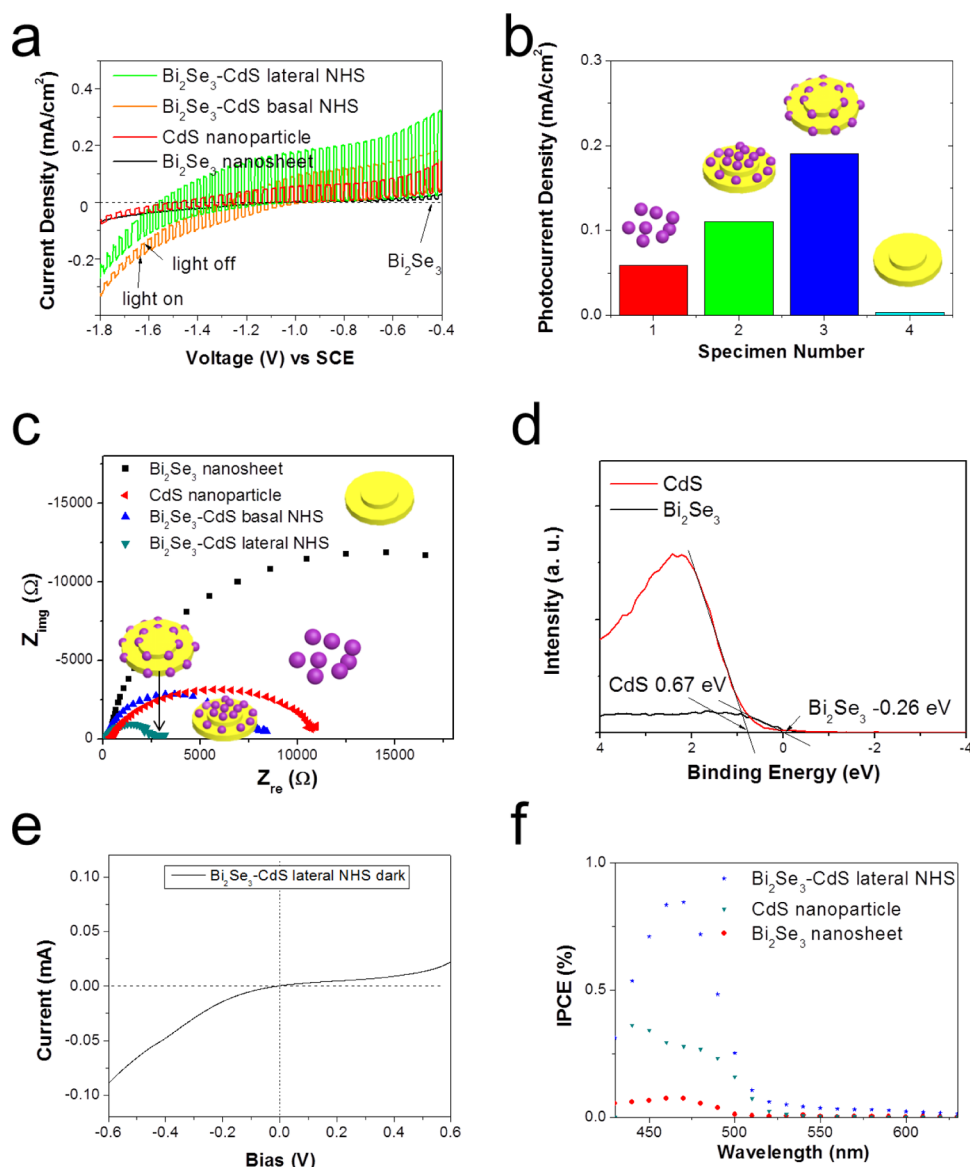 a
Bi2Se3-CdS lateral NHS
Bi2Se3-CdS basal NHS
CdS nanoparticle
Bi2Se3 nanosheet
0.4
0.2
0
-0.2
Current Density (mA/cm2)
light off
light on
Bi2Se3
-1.8 -1.6 -1.4 -1.2 -1.0 -0.8 -0.6 -0.4
Voltage (V) vs SCE
b
0.3
0.2
0.1
0.0
Photocurrent Density (mA/cm2)
1 2 3 4
Specimen Number
c
Bi2Se3 nanosheet
CdS nanoparticle
Bi2Se3-CdS basal NHS
Bi2Se3-CdS lateral NHS
-15000
-10000
-5000
0
Zimg (Ω)
0 5000 10000 15000
Zre (Ω)
d
CdS
Bi2Se3
Intensity (a. u.)
CdS 0.67 eV
Bi2Se3 -0.26 eV
4 2 0 -2 -4
Binding Energy (eV)
e
Bi2Se3-CdS lateral NHS dark
0.10
0.05
0.00
-0.05
-0.10
Current (mA)
-0.6 -0.4 -0.2 0.0 0.2 0.4 0.6
Bias (V)
f
Bi2Se3-CdS lateral NHS
CdS nanoparticle
Bi2Se3 nanosheet
1.0
0.5
0.0
IPCE (%)
450 500 550 600
Wavelength (nm)